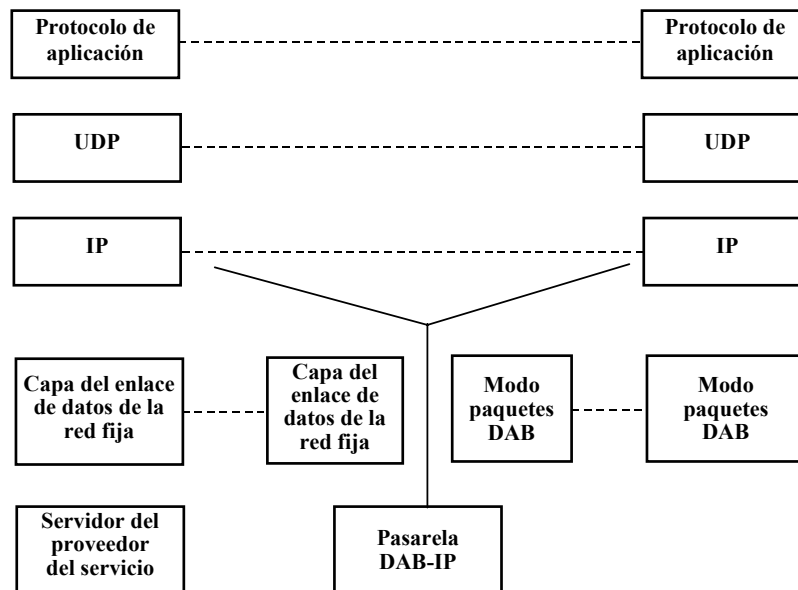 Protocolo de
aplicación
Protocolo de
aplicación
UDP
UDP
IP
IP
Capa del enlace
de datos de la
red fija
Capa del
enlace de
datos de la
red fija
Modo
paquetes
DAB
Modo
paquetes
DAB
Servidor del
proveedor
del servicio
Pasarela
DAB-IP